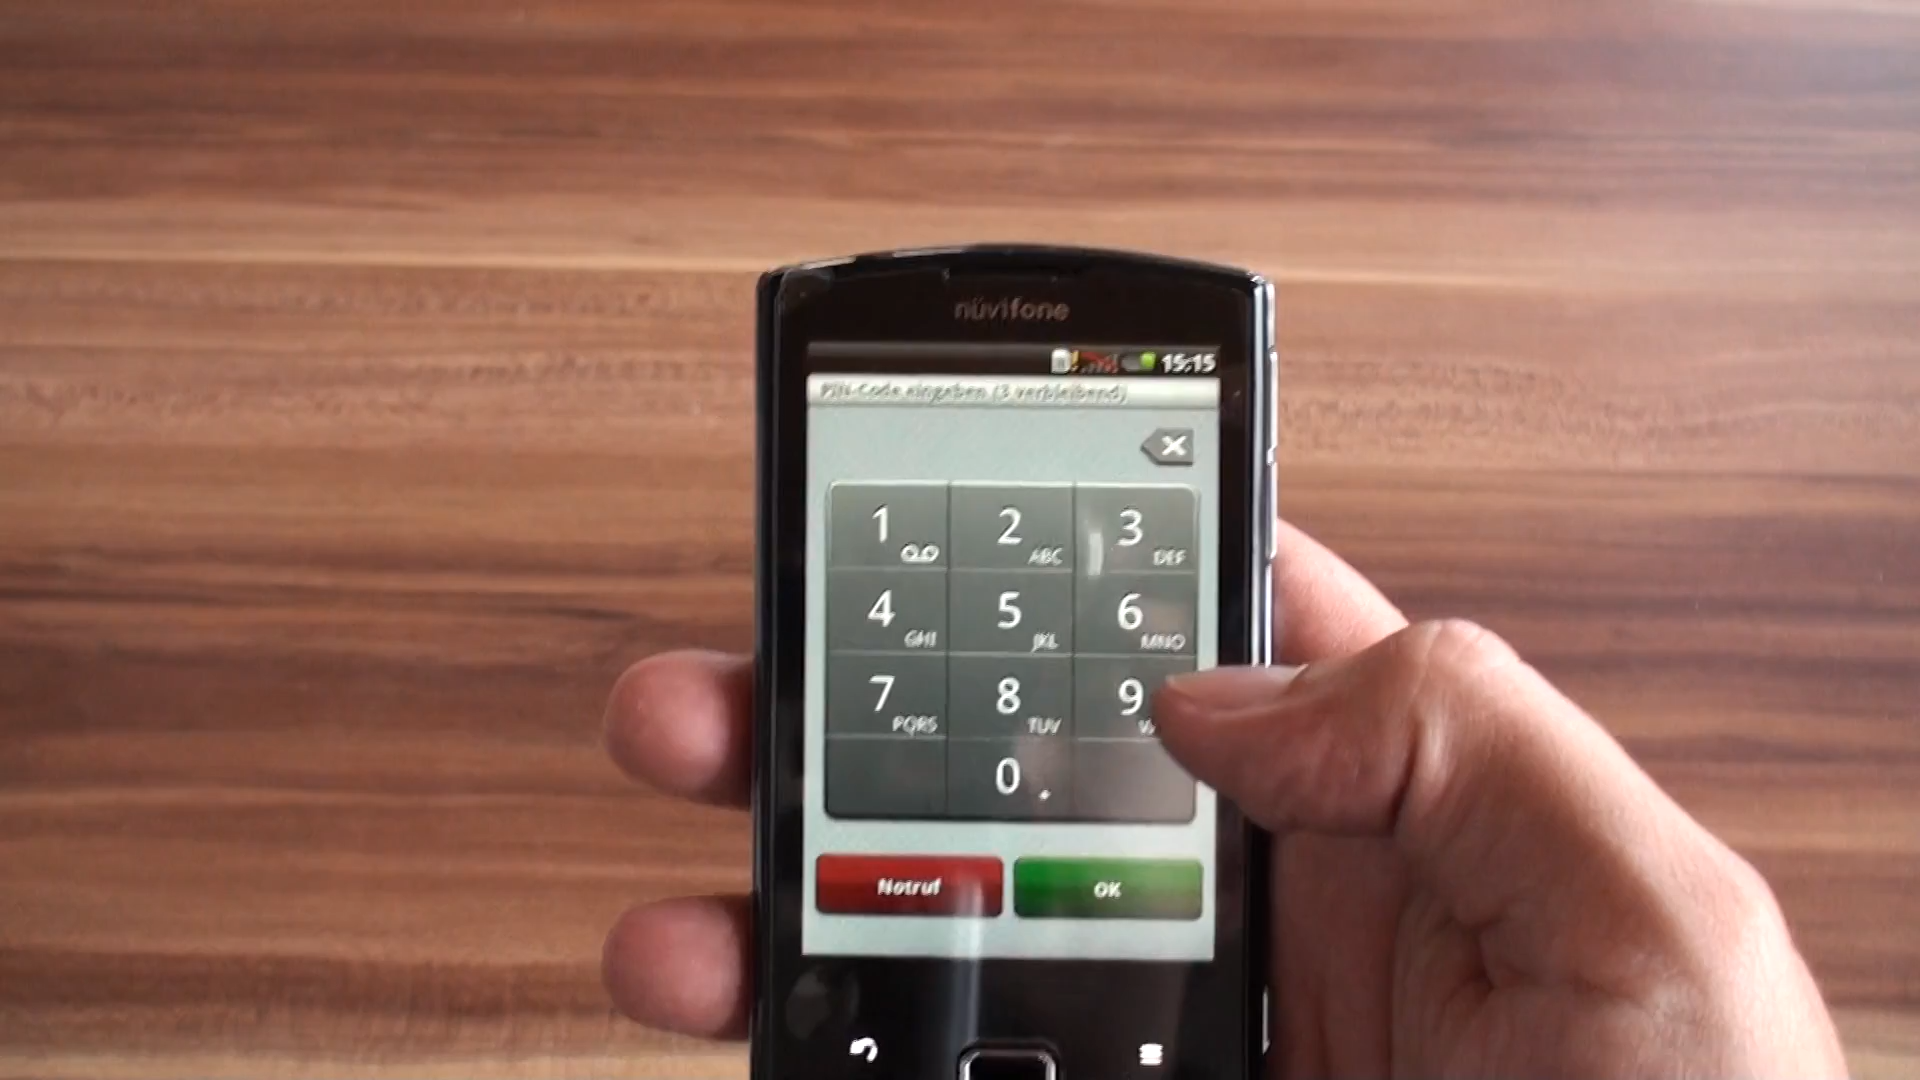 nüvifone
15:15
PIN-Code eingeben (3 verbleibend)
1 2 ABC 3 DEF
4 GHI 5 JKL 6 MNO
7 PQRS 8 TUV 9
0
Notruf OK